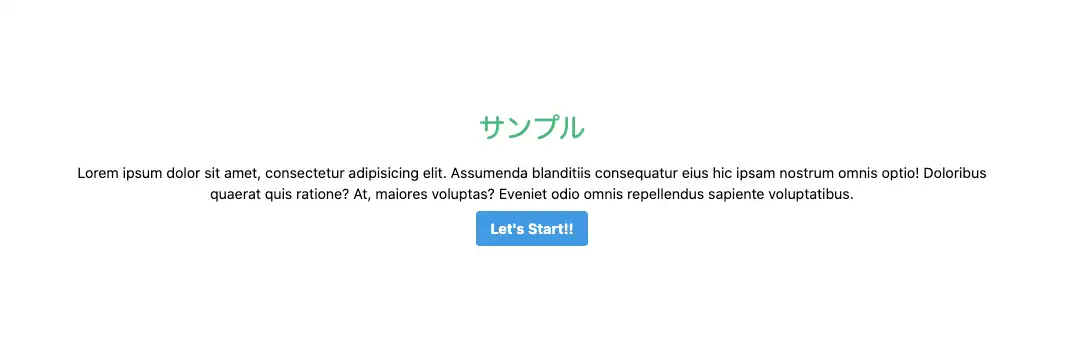 サンプル
Lorem ipsum dolor sit amet, consectetur adipisicing elit. Assumenda blanditiis consequatur eius hic ipsam nostrum omnis optio! Doloribus
quaerat quis ratione? At, maiores voluptas? Eveniet odio omnis repellendus sapiente voluptatibus.
Let's Start!!